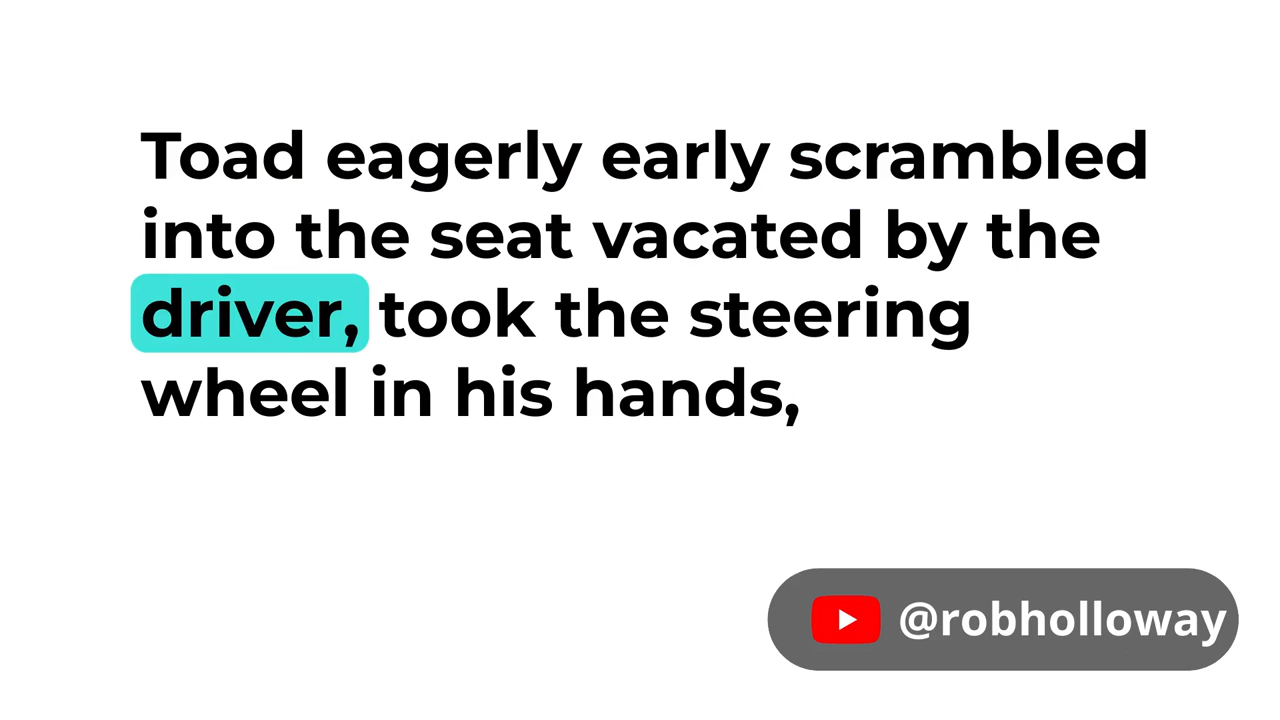 Toad eagerly early scrambled
into the seat vacated by the
driver, took the steering
wheel in his hands,
@robholloway